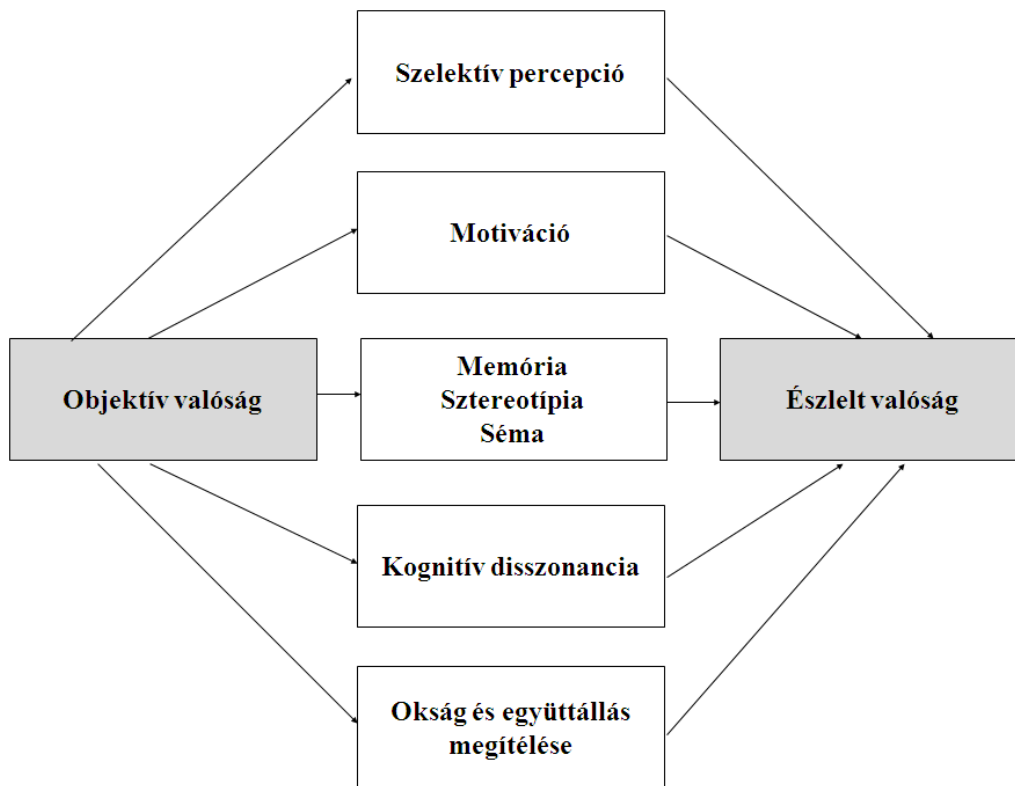 Szelektív percepció
Motiváció
Objektív valóság
Memória
Sztereotípia
Séma
Észlelt valóság
Kognitív disszonancia
Okság és együttállás
megítélése